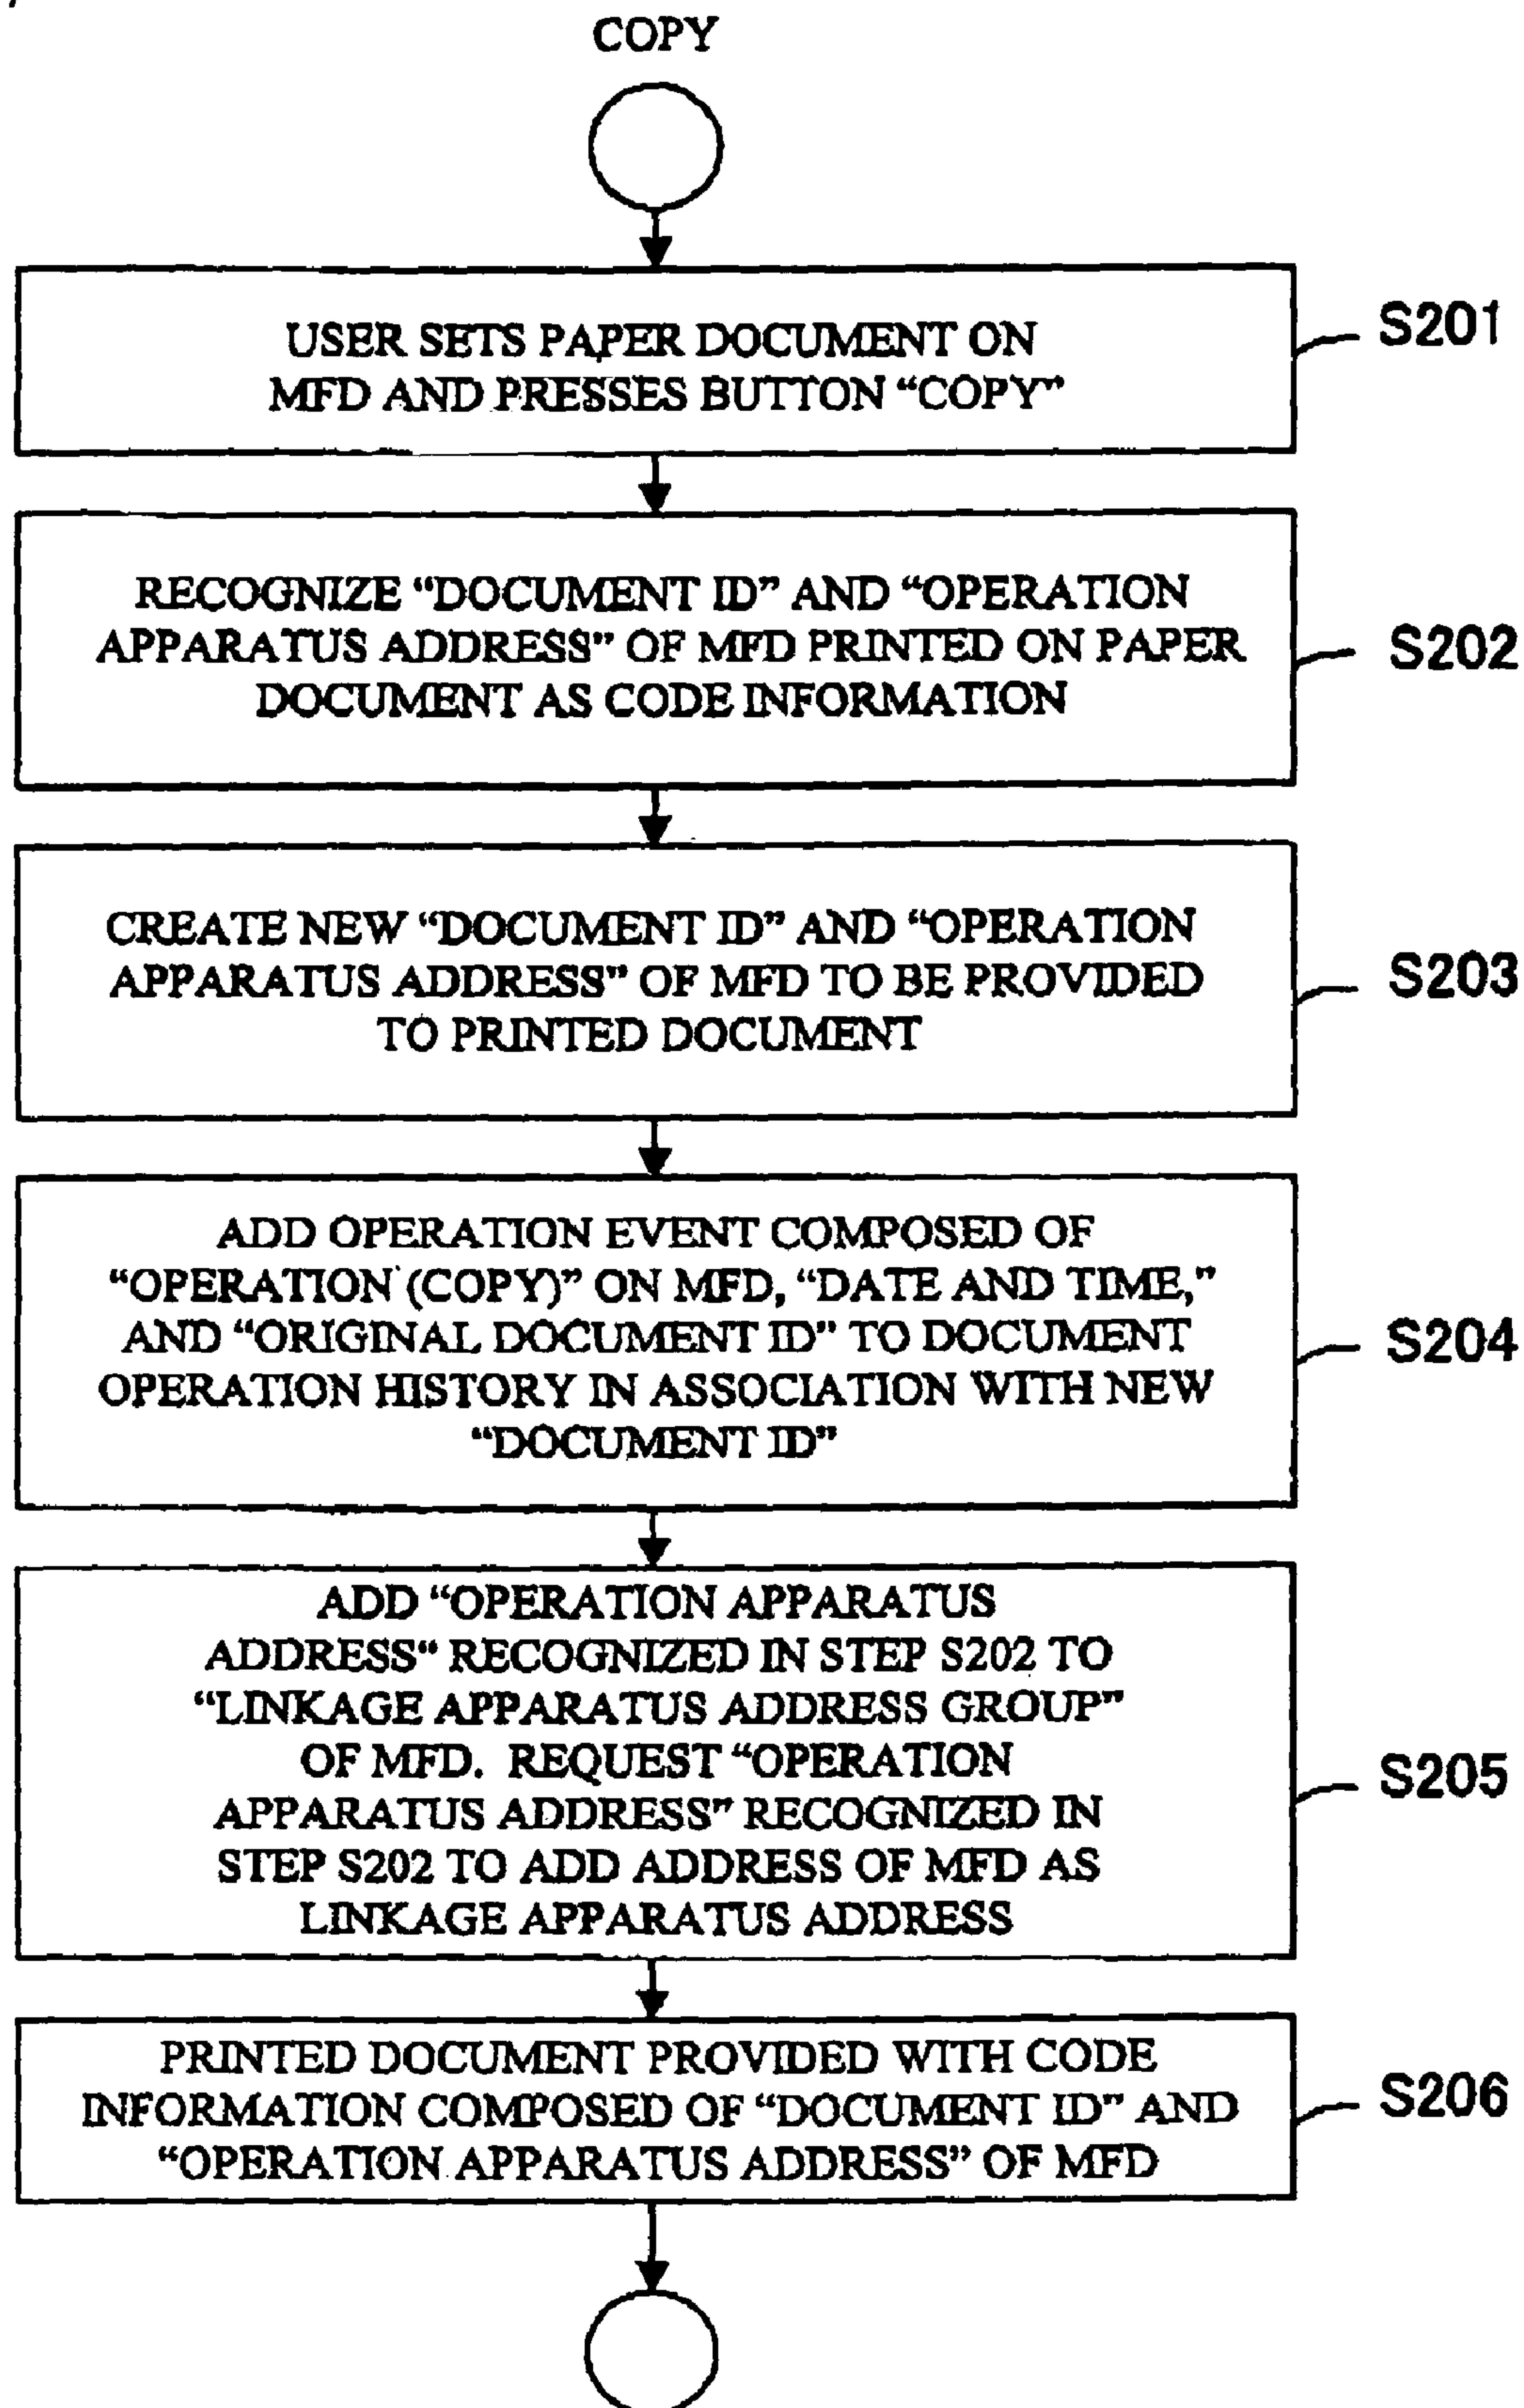 COPY
USER SETS PAPER DOCUMENT ON
MFD AND PRESSES BUTTON “COPY”
S201
RECOGNIZE “DOCUMENT ID” AND “OPERATION
APPARATUS ADDRESS” OF MFD PRINTED ON PAPER
DOCUMENT AS CODE INFORMATION
S202
CREATE NEW “DOCUMENT ID” AND “OPERATION
APPARATUS ADDRESS” OF MFD TO BE PROVIDED
TO PRINTED DOCUMENT
S203
ADD OPERATION EVENT COMPOSED OF
“OPERATION (COPY)” ON MFD, “DATE AND TIME,”
AND “ORIGINAL DOCUMENT ID” TO DOCUMENT
OPERATION HISTORY IN ASSOCIATION WITH NEW
“DOCUMENT ID”
S204
ADD “OPERATION APPARATUS
ADDRESS“ RECOGNIZED IN STEP S202 TO
“LINKAGE APPARATUS ADDRESS GROUP”
OF MFD. REQUEST “OPERATION
APPARATUS ADDRESS” RECOGNIZED IN
STEP S202 TO ADD ADDRESS OF MFD AS
LINKAGE APPARATUS ADDRESS
S205
PRINTED DOCUMENT PROVIDED WITH CODE
INFORMATION COMPOSED OF “DOCUMENT ID” AND
“OPERATION APPARATUS ADDRESS” OF MFD
S206